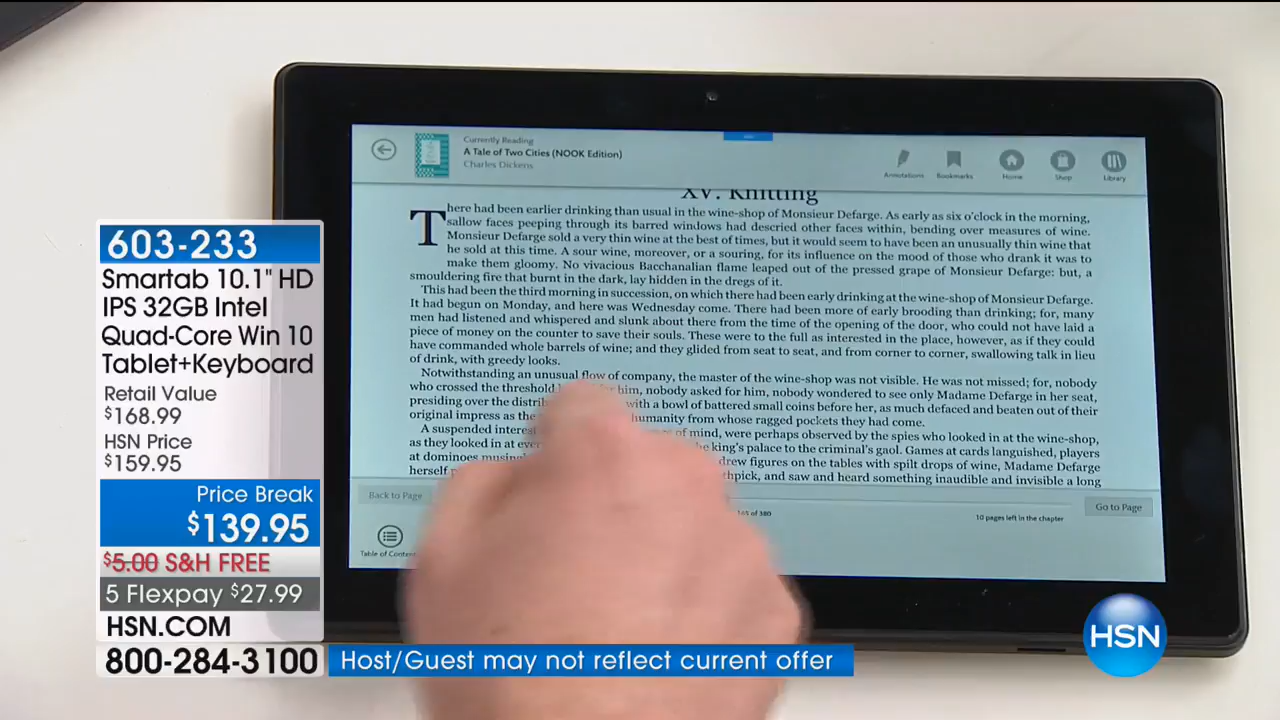 Currently Reading
A Tale of Two Cities (NOOK Edition)
Charles Dickens
Annotations
Bookmarks
Home
Shop
Library
XV. Knitting
There had been earlier drinking than usual in the wine-shop of Monsieur Defarge. As early as six o'clock in the morning,
sallow faces peeping through its barred windows had descried other faces within, bending over measures of wine.
Monsieur Defarge sold a very thin wine at the best of times, but it would seem to have been an unusually thin wine that
he sold at this time. A sour wine, moreover, or a souring, for its influence on the mood of those who drank it was to
make them gloomy. No vivacious Bacchanalian flame leaped out of the pressed grape of Monsieur Defarge: but, a
smouldering fire that burnt in the dark, lay hidden in the dregs of it.
This had been the third morning in succession, on which there had been early drinking at the wine-shop of Monsieur Defarge.
It had begun on Monday, and here was Wednesday come. There had been more of early brooding than drinking; for, many
men had listened and whispered and slunk about there from the time of the opening of the door, who could not have laid a
piece of money on the counter to save their souls. These were to the full as interested in the place, however, as if they
could have commanded whole barrels of wine; and they glided from seat to seat, and from corner to corner, swallowing talk in lieu
of drink, with greedy looks.
Notwithstanding an unusual flow of company, the master of the wine-shop was not visible. He was not missed; for, nobody
who crossed the threshold him, nobody asked for him, nobody wondered to see only Madame Defarge in her seat,
presiding over the with a bowl of battered small coins before her, as much defaced and beaten out of their
original impress as the humanity from whose ragged pockets they had come.
A suspended interest of mind, were perhaps observed by the spies who looked in at the wine-shop,
as they looked in at the king's palace to the criminal's gaol. Games at cards languished, players
at dominoes drew figures on the tables with spilt drops of wine, Madame Defarge
herself and saw and heard something inaudible and invisible a long
Back to Page
of 380
10 pages left in the chapter
Go to Page
Table of
603-233
Smartab 10.1" HD
IPS 32GB Intel
Quad-Core Win 10
Tablet+Keyboard
Retail Value
$168.99
HSN Price
$159.95
Price Break
$139.95
$5.00 S&H FREE
5 Flexpay $27.99
HSN.COM
800-284-3100
Host/Guest may not reflect current offer
HSN